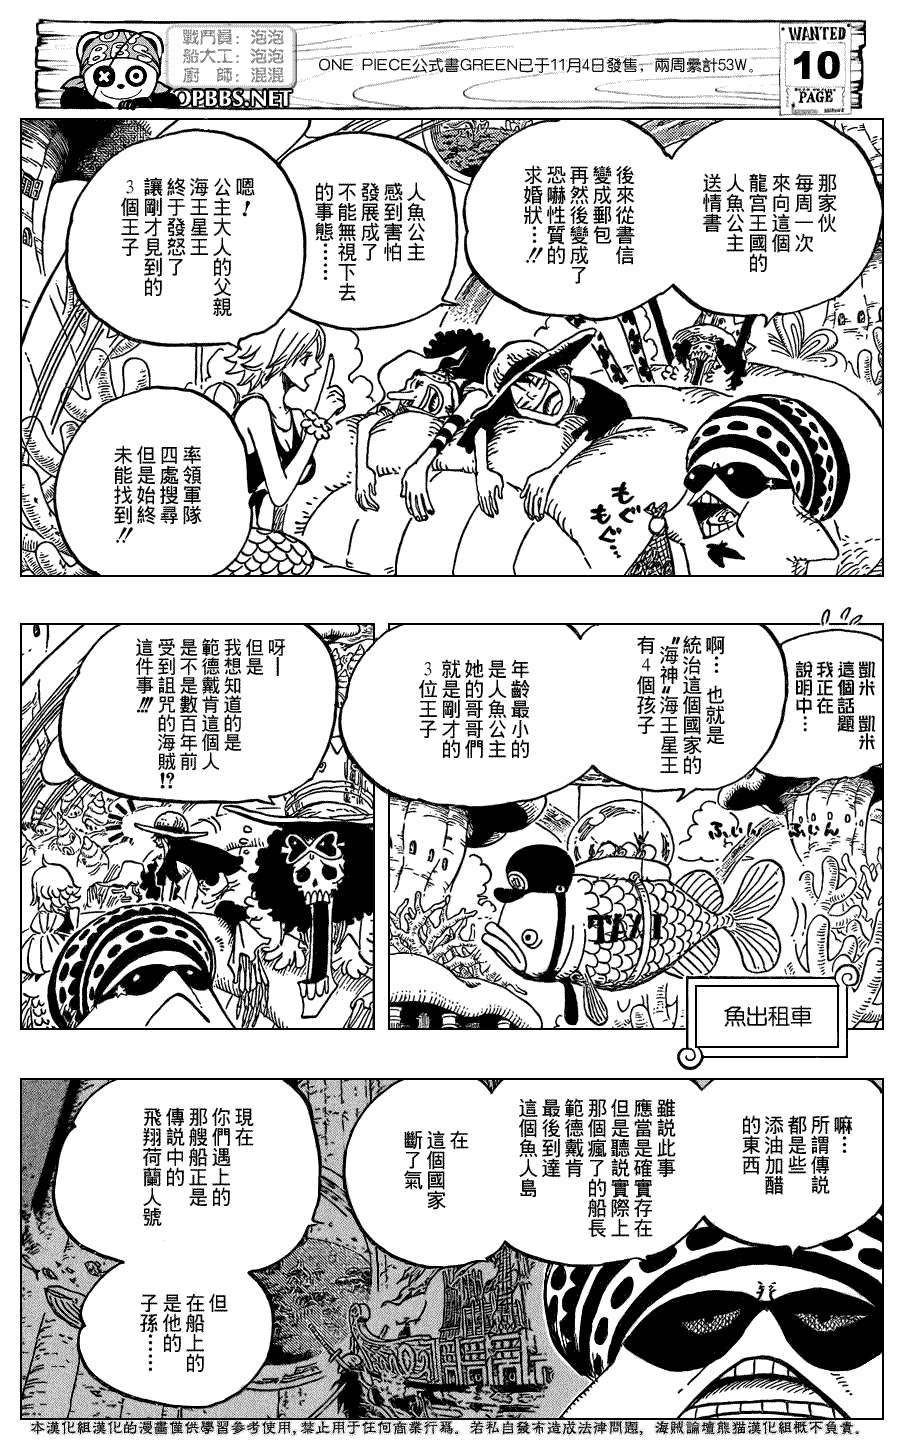 戰鬥員：泡泡
船大工：泡泡
廚　師：混混
OPBBS.NET
ONE PIECE公式書GREEN已于11月4日發售，兩周累計53W。
WANTED
10
PAGE
那家伙
每周一次
來向這個
龍宮王國的
人魚公主
送情書
後來從書信
變成郵包
再然後變成了
恐嚇性質的
求婚狀…!!
人魚公主
感到害怕
發展成了
不能無視下去
的事態……
嗯！
公主大人的父親
海王星王
終于發怒了
讓剛才見到的
3個王子
率領軍隊
四處搜尋
但是始終
未能找到!!
もぐ
もぐ…
凱米 凱米
這個話題
我正在
說明中…
啊… 也就是
統治這個國家的
〝海神〞海王星王
有4個孩子
年齡最小的
是人魚公主
她的哥哥們
就是剛才的
3位王子
ふよん
ふよん
TAXI
魚出租車
呀—
但是
我想知道的是
範德戴肯這個人
是不是數百年前
受到詛咒的海賊!?
這件事!!!
嘛…
所謂傳說
都是些
添油加醋
的東西
雖說此事
應當是確實存在
但是聽說實際上
那個瘋了的船長
範德戴肯
最後到達
這個魚人島
在
這個國家
斷了氣
現在
你們遇上的
那艘船正是
傳說中的
飛翔荷蘭人號
但
在船上的
是他的
子孫……
本漢化組漢化的漫畫僅供學習參考使用,禁止用于任何商業行爲。若私自發布造成法律問題，海賊論壇熊猫漢化組概不負責。